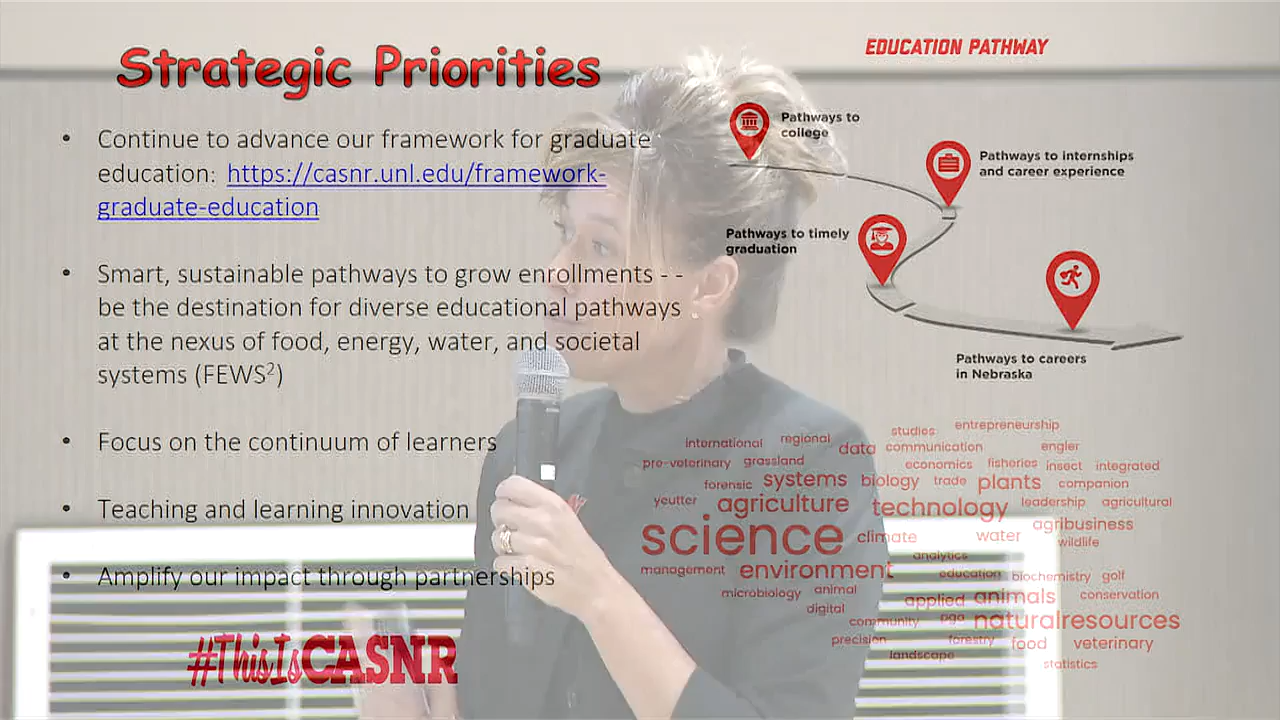 Strategic Priorities
• Continue to advance our framework for graduate
education: https://casnr.unl.edu/framework-
graduate-education
• Smart, sustainable pathways to grow enrollments - -
be the destination for diverse educational pathways
at the nexus of food, energy, water, and societal
systems (FEWS²)
• Focus on the continuum of learners
• Teaching and learning innovation
• Amplify our impact through partnerships
#ThisIsCASNR
EDUCATION PATHWAY
Pathways to
college
Pathways to internships
and career experience
Pathways to timely
graduation
Pathways to careers
in Nebraska
studies entrepreneurship
international regional data communication engler
pre-veterinary grassland economics fisheries insect integrated
forensic systems biology trade plants companion
yeutter agriculture technology leadership agricultural
science climate water agribusiness
wildlife
management environment analytics
education biochemistry golf
microbiology animal applied animals conservation
digital community pga naturalresources
precision forestry food veterinary
landscape statistics